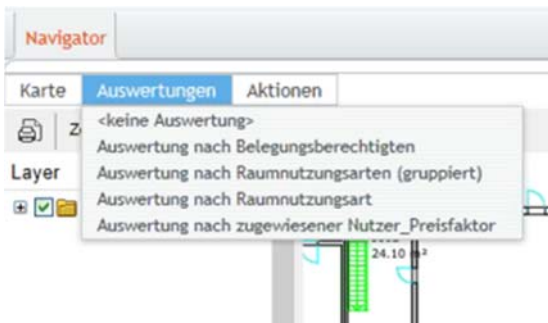 Navigator
Karte Auswertungen Aktionen
<keine Auswertung>
Auswertung nach Belegungsberechtigten
Auswertung nach Raumnutzungsarten (gruppiert)
Auswertung nach Raumnutzungsart
Auswertung nach zugewiesener Nutzer_Preisfaktor
Layer
24.10 m²